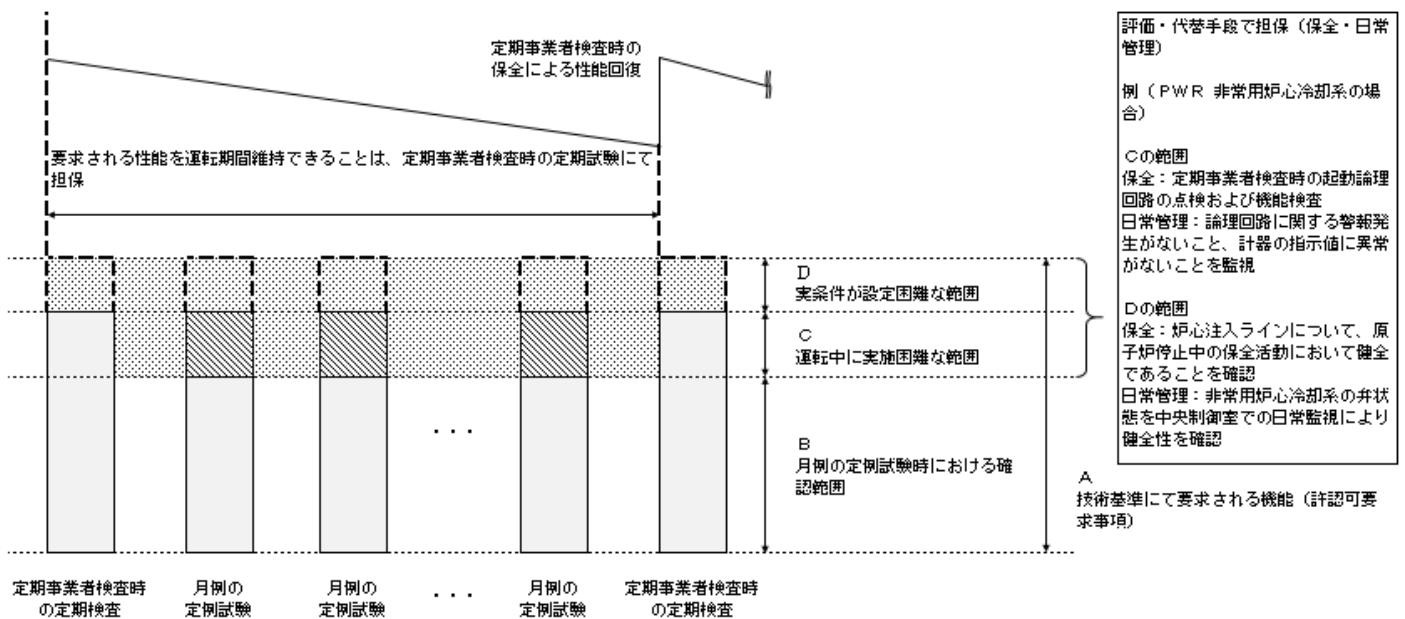 定期事業者検査時の
保全による性能回復
要求される性能を運転期間維持できることは、定期事業者検査時の定期試験にて
担保
D
実条件が設定困難な範囲
C
運転中に実施困難な範囲
B
月例の定例試験時における確
認範囲
A
技術基準にて要求される機能（許認可要
求事項）
評価・代替手段で担保（保全・日常
管理）
例（ＰＷＲ 非常用炉心冷却系の場
合）
Ｃの範囲
保全：定期事業者検査時の起動論理
回路の点検および機能検査
日常管理：論理回路に関する警報発
生がないこと、計器の指示値に異常
がないことを監視
Ｄの範囲
保全：炉心注入ラインについて、原
子炉停止中の保全活動において健全
であることを確認
日常管理：非常用炉心冷却系の弁状
態を中央制御室での日常監視により
健全性を確認
・・・
定期事業者検査時
の定期検査
月例の
定例試験
月例の
定例試験
・・・
月例の
定例試験
定期事業者検査時
の定期検査